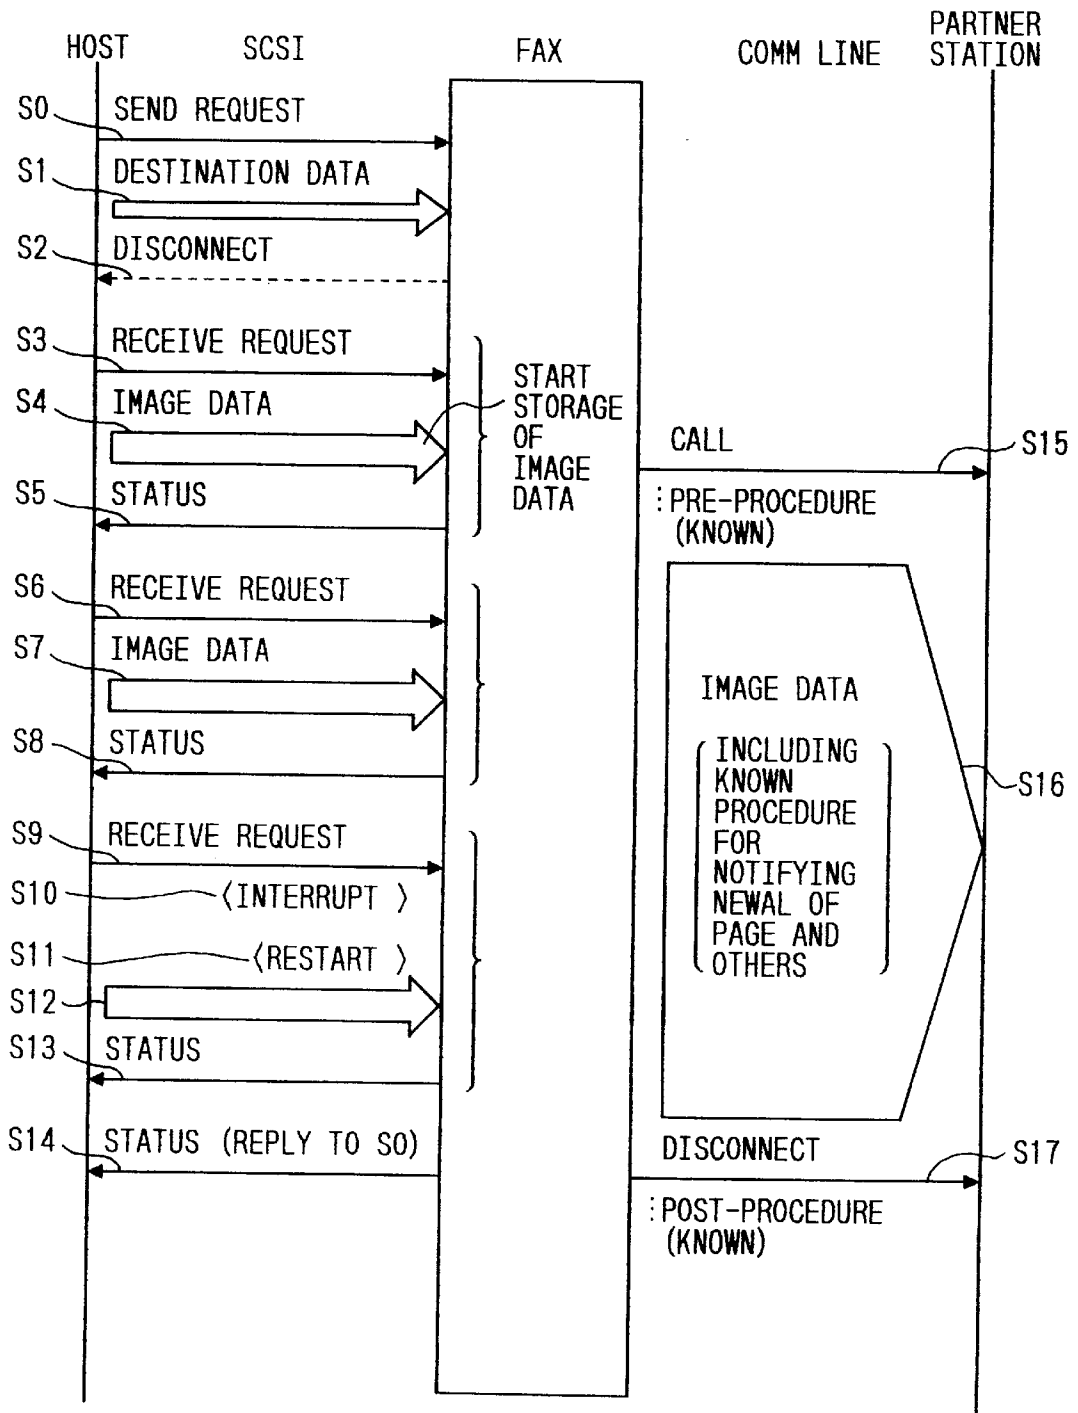 HOST SCSI FAX COMM LINE PARTNER STATION
S0 SEND REQUEST
S1 DESTINATION DATA
S2 DISCONNECT
S3 RECEIVE REQUEST
S4 IMAGE DATA
S5 STATUS
START
STORAGE
OF
IMAGE
DATA
CALL S15
⋮PRE-PROCEDURE
(KNOWN)
S6 RECEIVE REQUEST
S7 IMAGE DATA
S8 STATUS
IMAGE DATA
INCLUDING
KNOWN
PROCEDURE
FOR
NOTIFYING
NEWAL OF
PAGE AND
OTHERS
S16
S9 RECEIVE REQUEST
S10 〈INTERRUPT 〉
S11 〈RESTART 〉
S12
S13 STATUS
S14 STATUS (REPLY TO S0)
DISCONNECT S17
⋮POST-PROCEDURE
(KNOWN)